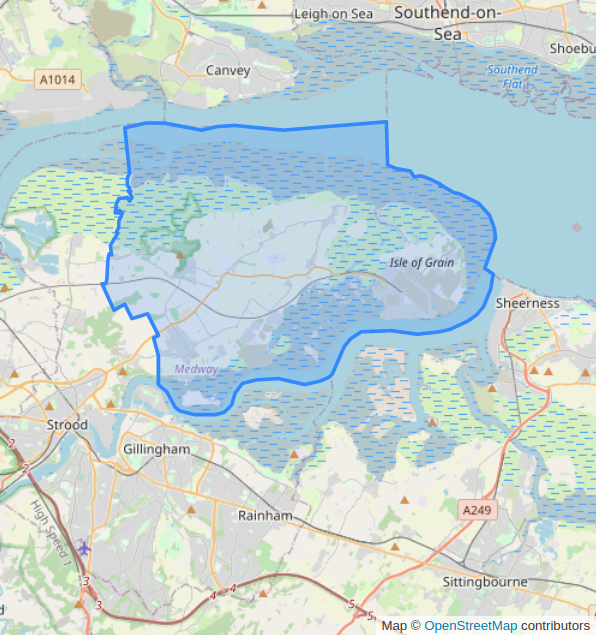 Leigh on Sea
Southend-on-
Sea
Shoebu
Canvey
A1014
Southend
Flat
Isle of Grain
Sheerness
Medway
Strood
Gillingham
2
2
High Speed 1
Rainham
A249
Sittingbourne
3
3
4
4
5
5
d
Map © OpenStreetMap contributors